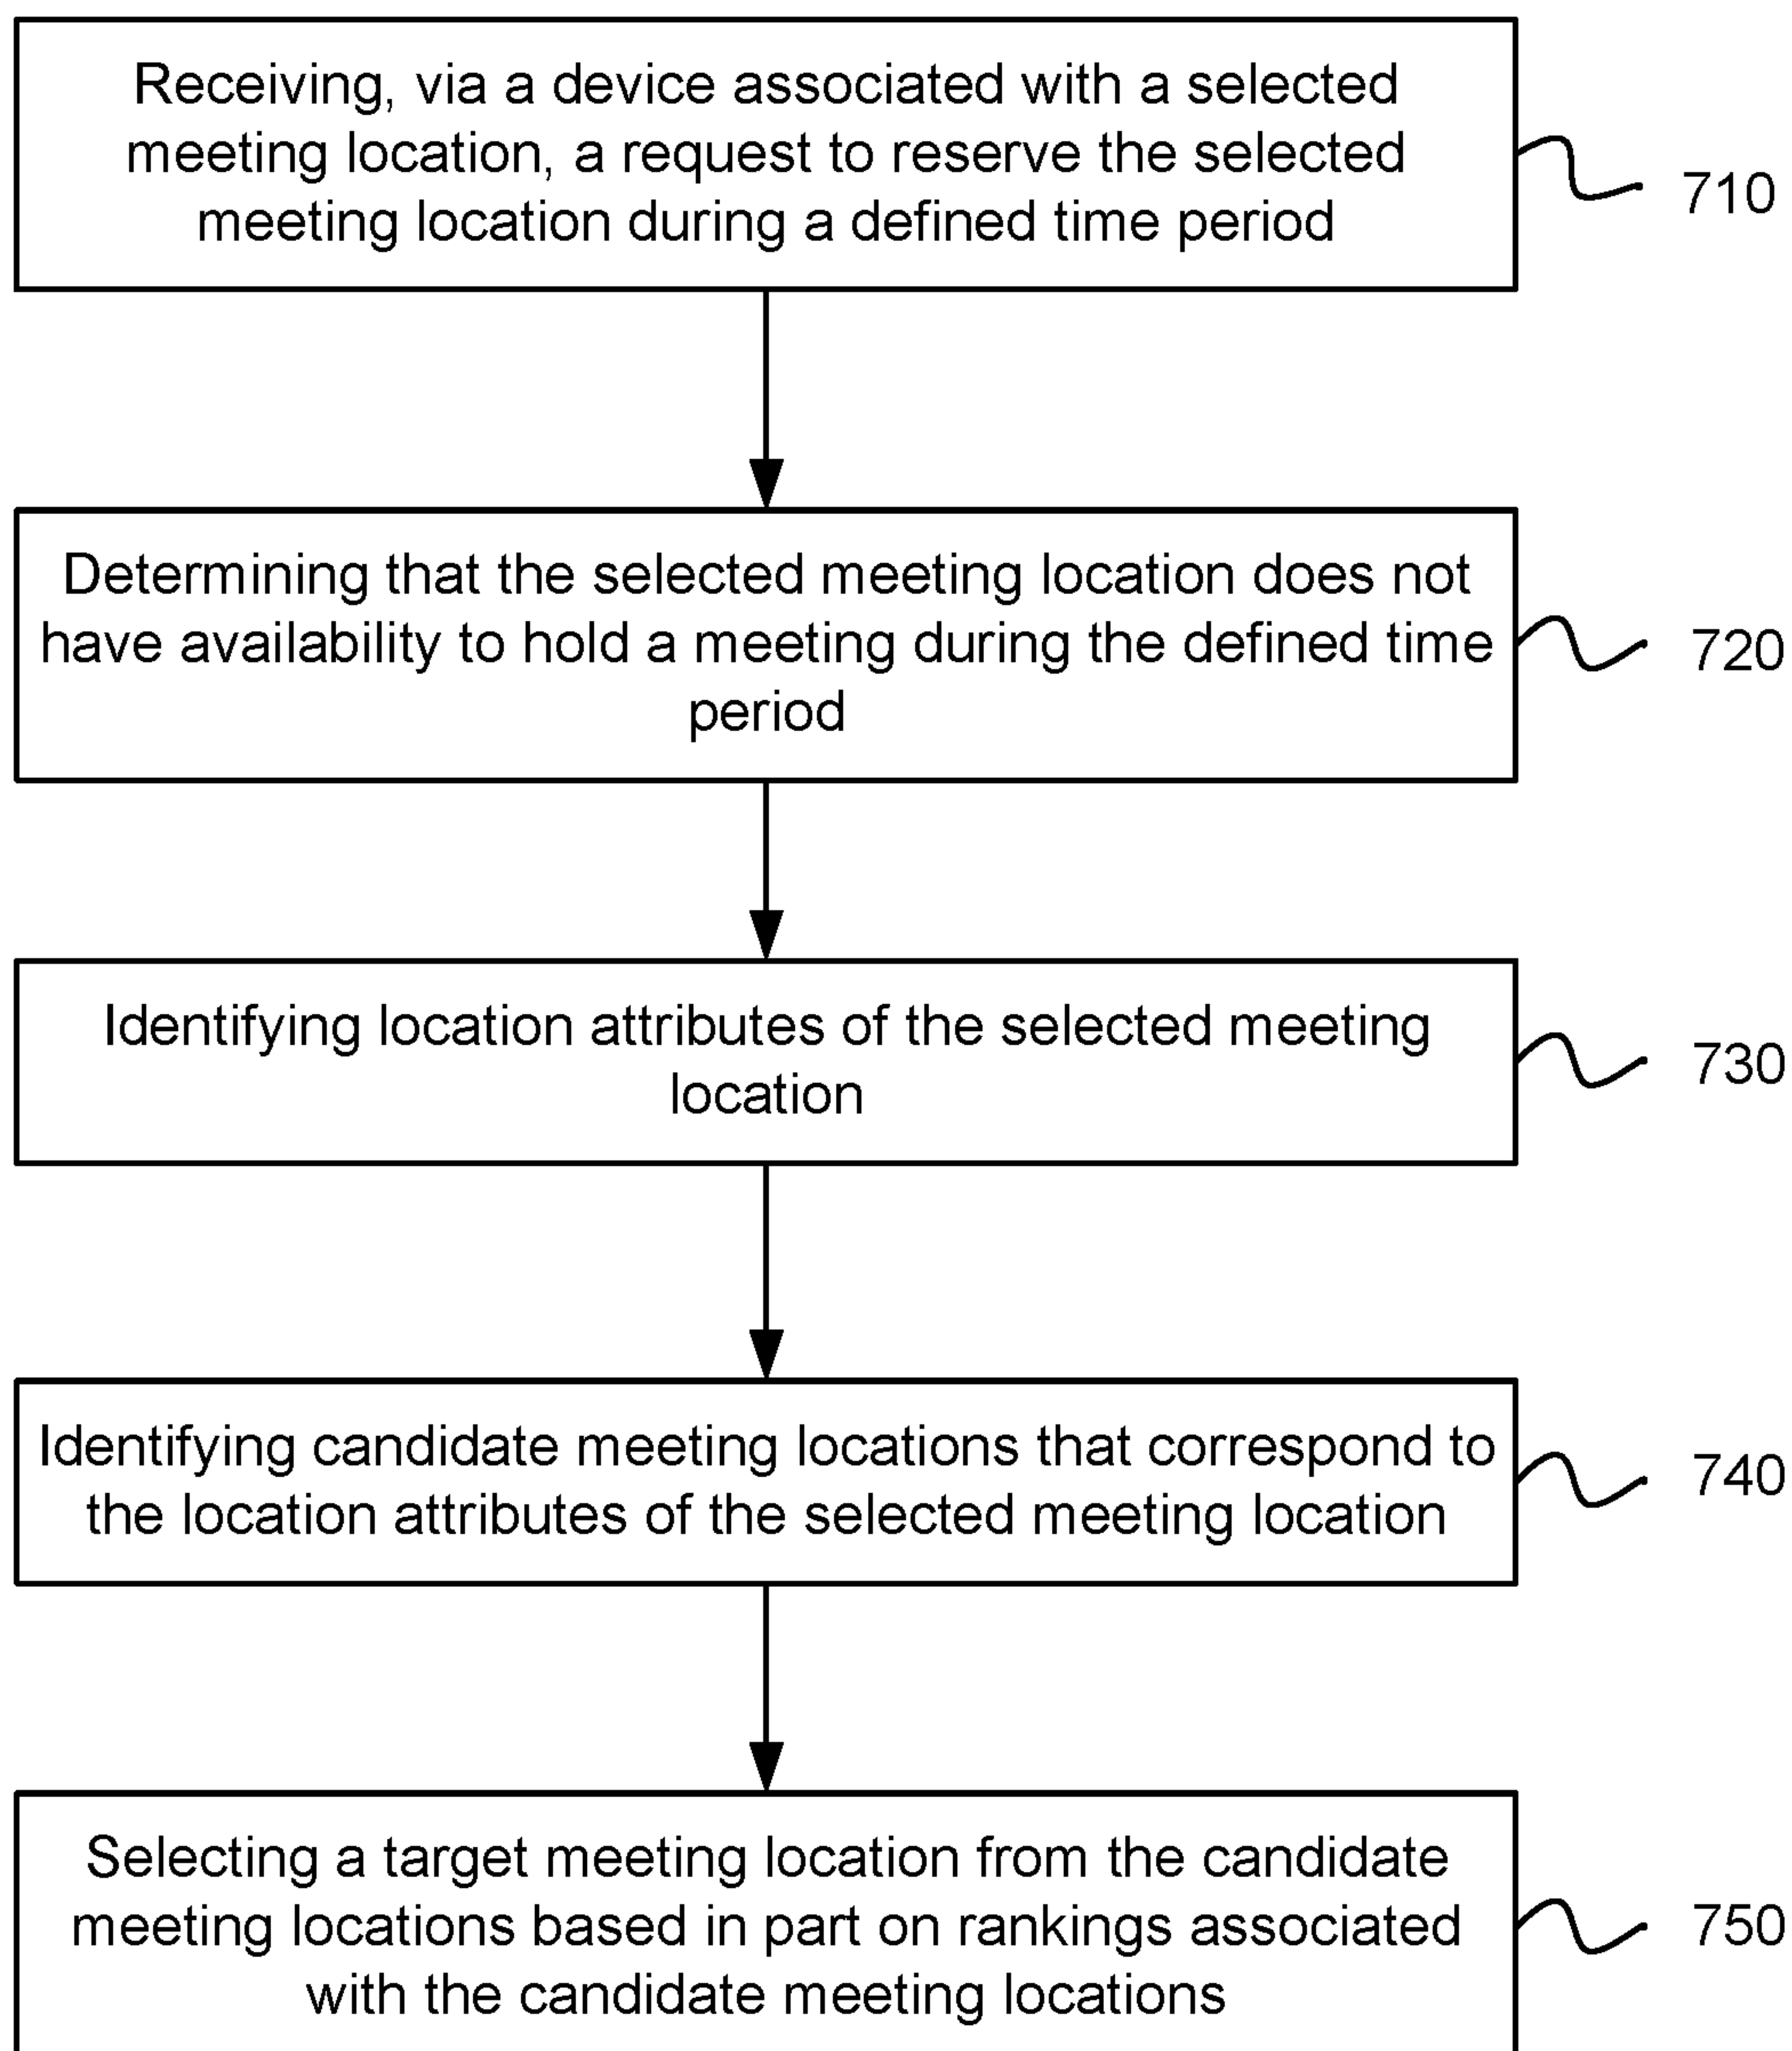 Receiving, via a device associated with a selected
meeting location, a request to reserve the selected
meeting location during a defined time period
710
Determining that the selected meeting location does not
have availability to hold a meeting during the defined time
period
720
Identifying location attributes of the selected meeting
location
730
Identifying candidate meeting locations that correspond to
the location attributes of the selected meeting location
740
Selecting a target meeting location from the candidate
meeting locations based in part on rankings associated
with the candidate meeting locations
750